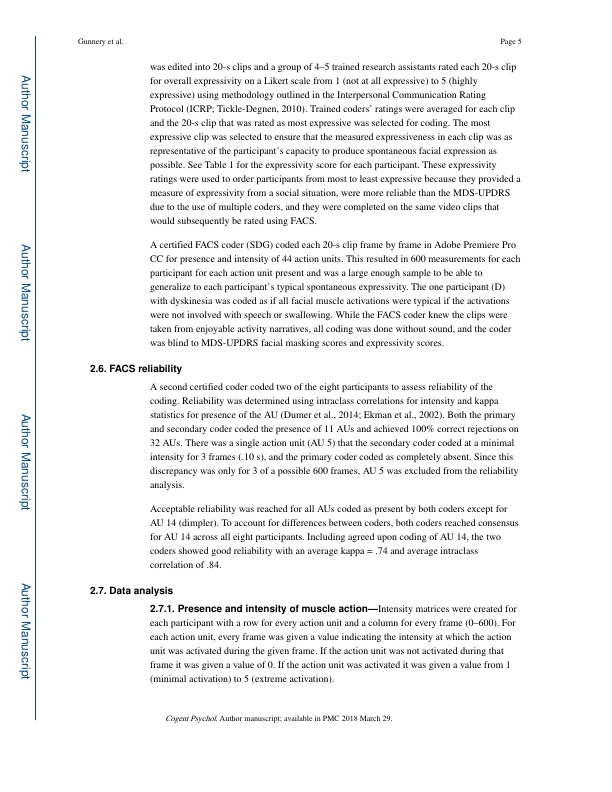 Gunnery et al.
Page 5
was edited into 20-s clips and a group of 4–5 trained research assistants rated each 20-s clip
for overall expressivity on a Likert scale from 1 (not at all expressive) to 5 (highly
expressive) using methodology outlined in the Interpersonal Communication Rating
Protocol (ICRP; Tickle-Degnen, 2010). Trained coders’ ratings were averaged for each clip
and the 20-s clip that was rated as most expressive was selected for coding. The most
expressive clip was selected to ensure that the measured expressiveness in each clip was as
representative of the participant’s capacity to produce spontaneous facial expression as
possible. See Table 1 for the expressivity score for each participant. These expressivity
ratings were used to order participants from most to least expressive because they provided a
measure of expressivity from a social situation, were more reliable than the MDS-UPDRS
due to the use of multiple coders, and they were completed on the same video clips that
would subsequently be rated using FACS.
A certified FACS coder (SDG) coded each 20-s clip frame by frame in Adobe Premiere Pro
CC for presence and intensity of 44 action units. This resulted in 600 measurements for each
participant for each action unit present and was a large enough sample to be able to
generalize to each participant’s typical spontaneous expressivity. The one participant (D)
with dyskinesia was coded as if all facial muscle activations were typical if the activations
were not involved with speech or swallowing. While the FACS coder knew the clips were
taken from enjoyable activity narratives, all coding was done without sound, and the coder
was blind to MDS-UPDRS facial masking scores and expressivity scores.
2.6. FACS reliability
A second certified coder coded two of the eight participants to assess reliability of the
coding. Reliability was determined using intraclass correlations for intensity and kappa
statistics for presence of the AU (Dumer et al., 2014; Ekman et al., 2002). Both the primary
and secondary coder coded the presence of 11 AUs and achieved 100% correct rejections on
32 AUs. There was a single action unit (AU 5) that the secondary coder coded at a minimal
intensity for 3 frames (.10 s), and the primary coder coded as completely absent. Since this
discrepancy was only for 3 of a possible 600 frames, AU 5 was excluded from the reliability
analysis.
Acceptable reliability was reached for all AUs coded as present by both coders except for
AU 14 (dimpler). To account for differences between coders, both coders reached consensus
for AU 14 across all eight participants. Including agreed upon coding of AU 14, the two
coders showed good reliability with an average kappa = .74 and average intraclass
correlation of .84.
2.7. Data analysis
2.7.1. Presence and intensity of muscle action—Intensity matrices were created for
each participant with a row for every action unit and a column for every frame (0–600). For
each action unit, every frame was given a value indicating the intensity at which the action
unit was activated during the given frame. If the action unit was not activated during that
frame it was given a value of 0. If the action unit was activated it was given a value from 1
(minimal activation) to 5 (extreme activation).
Cogent Psychol. Author manuscript; available in PMC 2018 March 29.
Author Manuscript
Author Manuscript
Author Manuscript
Author Manuscript